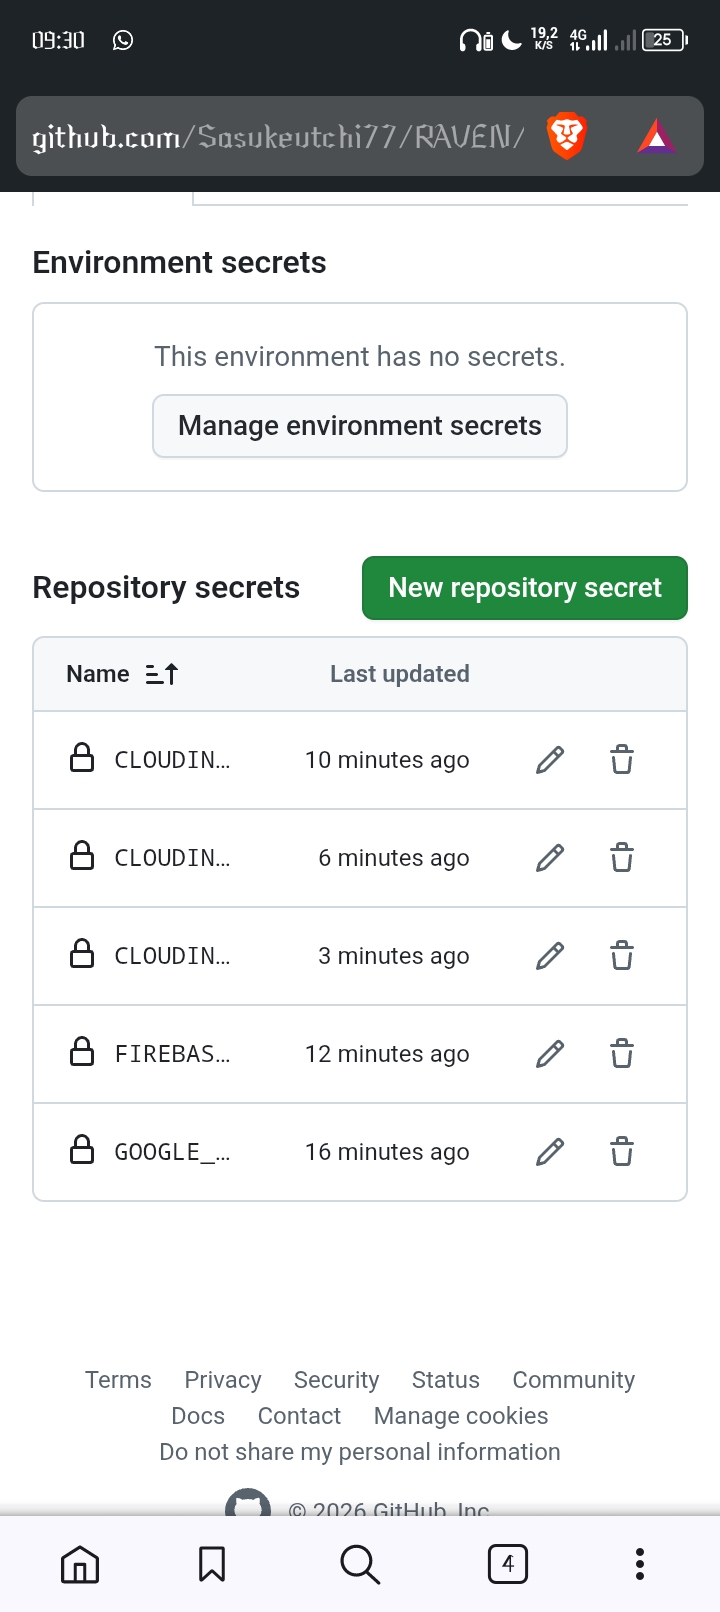 09:30 19,2 K/S 4G 25
github.com/Sasukeutchi77/RAVEN/
Environment secrets
This environment has no secrets.
Manage environment secrets
Repository secrets New repository secret
Name Last updated
CLOUDIN… 10 minutes ago
CLOUDIN… 6 minutes ago
CLOUDIN… 3 minutes ago
FIREBAS… 12 minutes ago
GOOGLE_… 16 minutes ago
Terms Privacy Security Status Community
Docs Contact Manage cookies
Do not share my personal information
© 2026 GitHub, Inc.
4